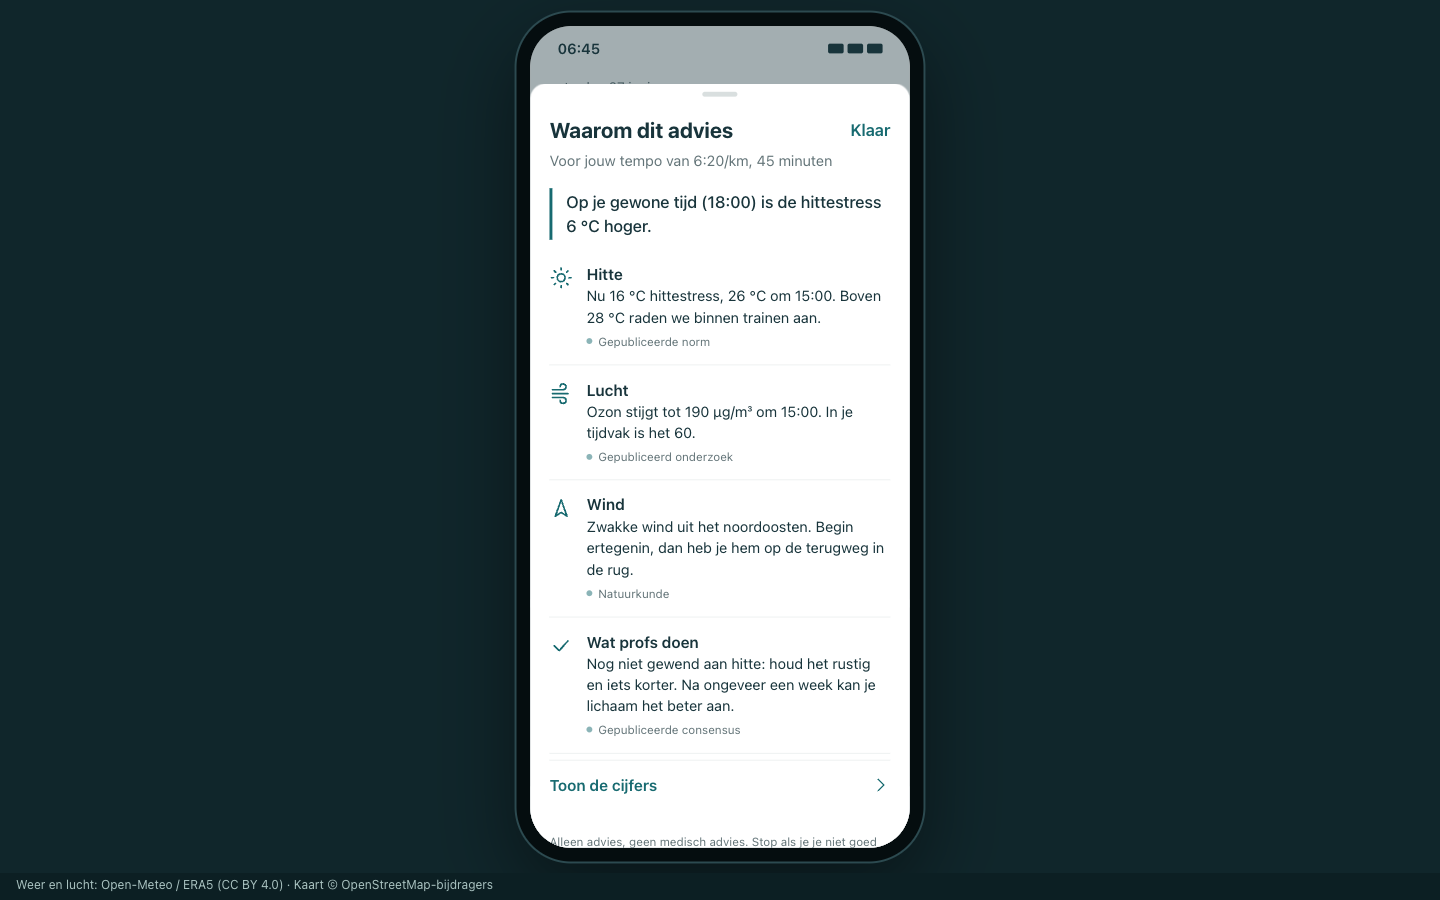 06:45
Waarom dit advies
Klaar
Voor jouw tempo van 6:20/km, 45 minuten
Op je gewone tijd (18:00) is de hittestress
6 °C hoger.
Hitte
Nu 16 °C hittestress, 26 °C om 15:00. Boven
28 °C raden we binnen trainen aan.
Gepubliceerde norm
Lucht
Ozon stijgt tot 190 µg/m³ om 15:00. In je
tijdvak is het 60.
Gepubliceerd onderzoek
Wind
Zwakke wind uit het noordoosten. Begin
ertegenin, dan heb je hem op de terugweg in
de rug.
Natuurkunde
Wat profs doen
Nog niet gewend aan hitte: houd het rustig
en iets korter. Na ongeveer een week kan je
lichaam het beter aan.
Gepubliceerde consensus
Toon de cijfers
Alleen advies, geen medisch advies. Stop als je je niet goed
Weer en lucht: Open-Meteo / ERA5 (CC BY 4.0) · Kaart © OpenStreetMap-bijdragers